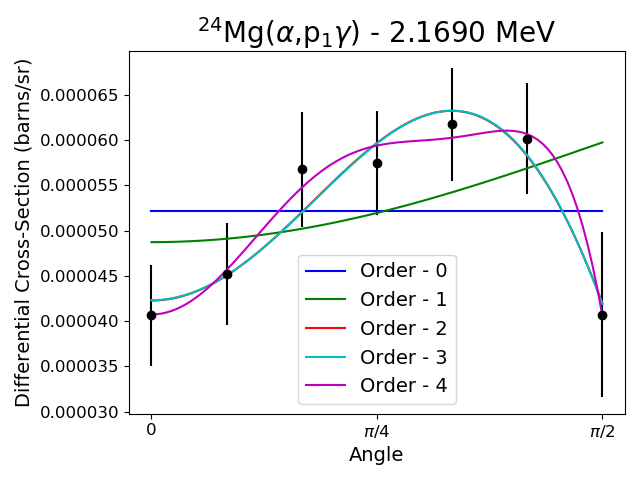 ²⁴Mg(α,p₁γ) - 2.1690 MeV
Differential Cross-Section (barns/sr)
0.000065
0.000060
0.000055
0.000050
0.000045
0.000040
0.000035
0.000030
Order - 0
Order - 1
Order - 2
Order - 3
Order - 4
0 π/4 π/2
Angle